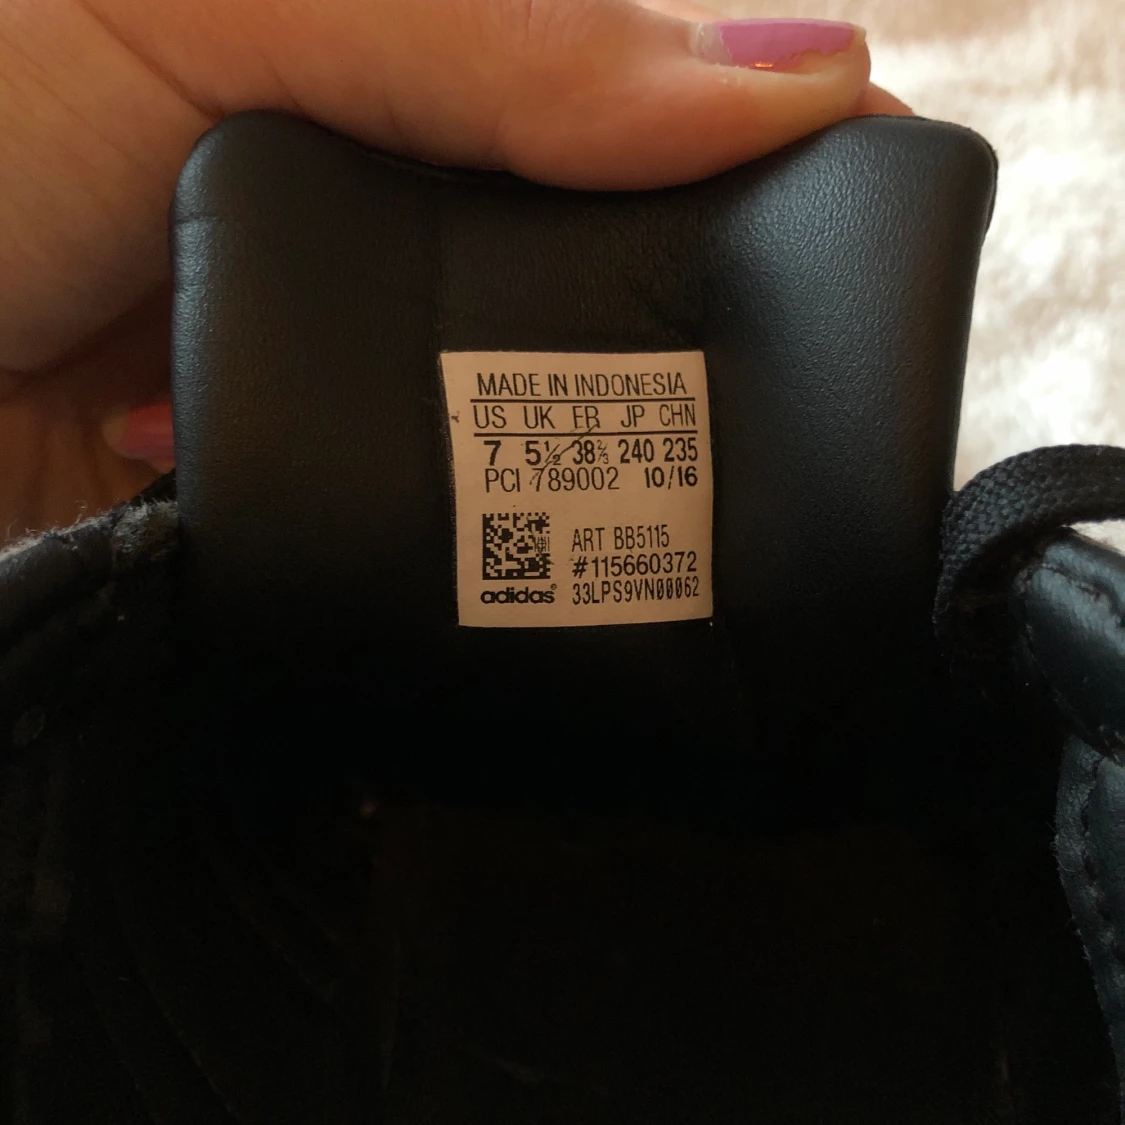 MADE IN INDONESIA
US UK FR JP CHN
7 5½ 38⅔ 240 235
PCI 789002 10/16
ART BB5115
#115660372
adidas® 33LPS9VN00062